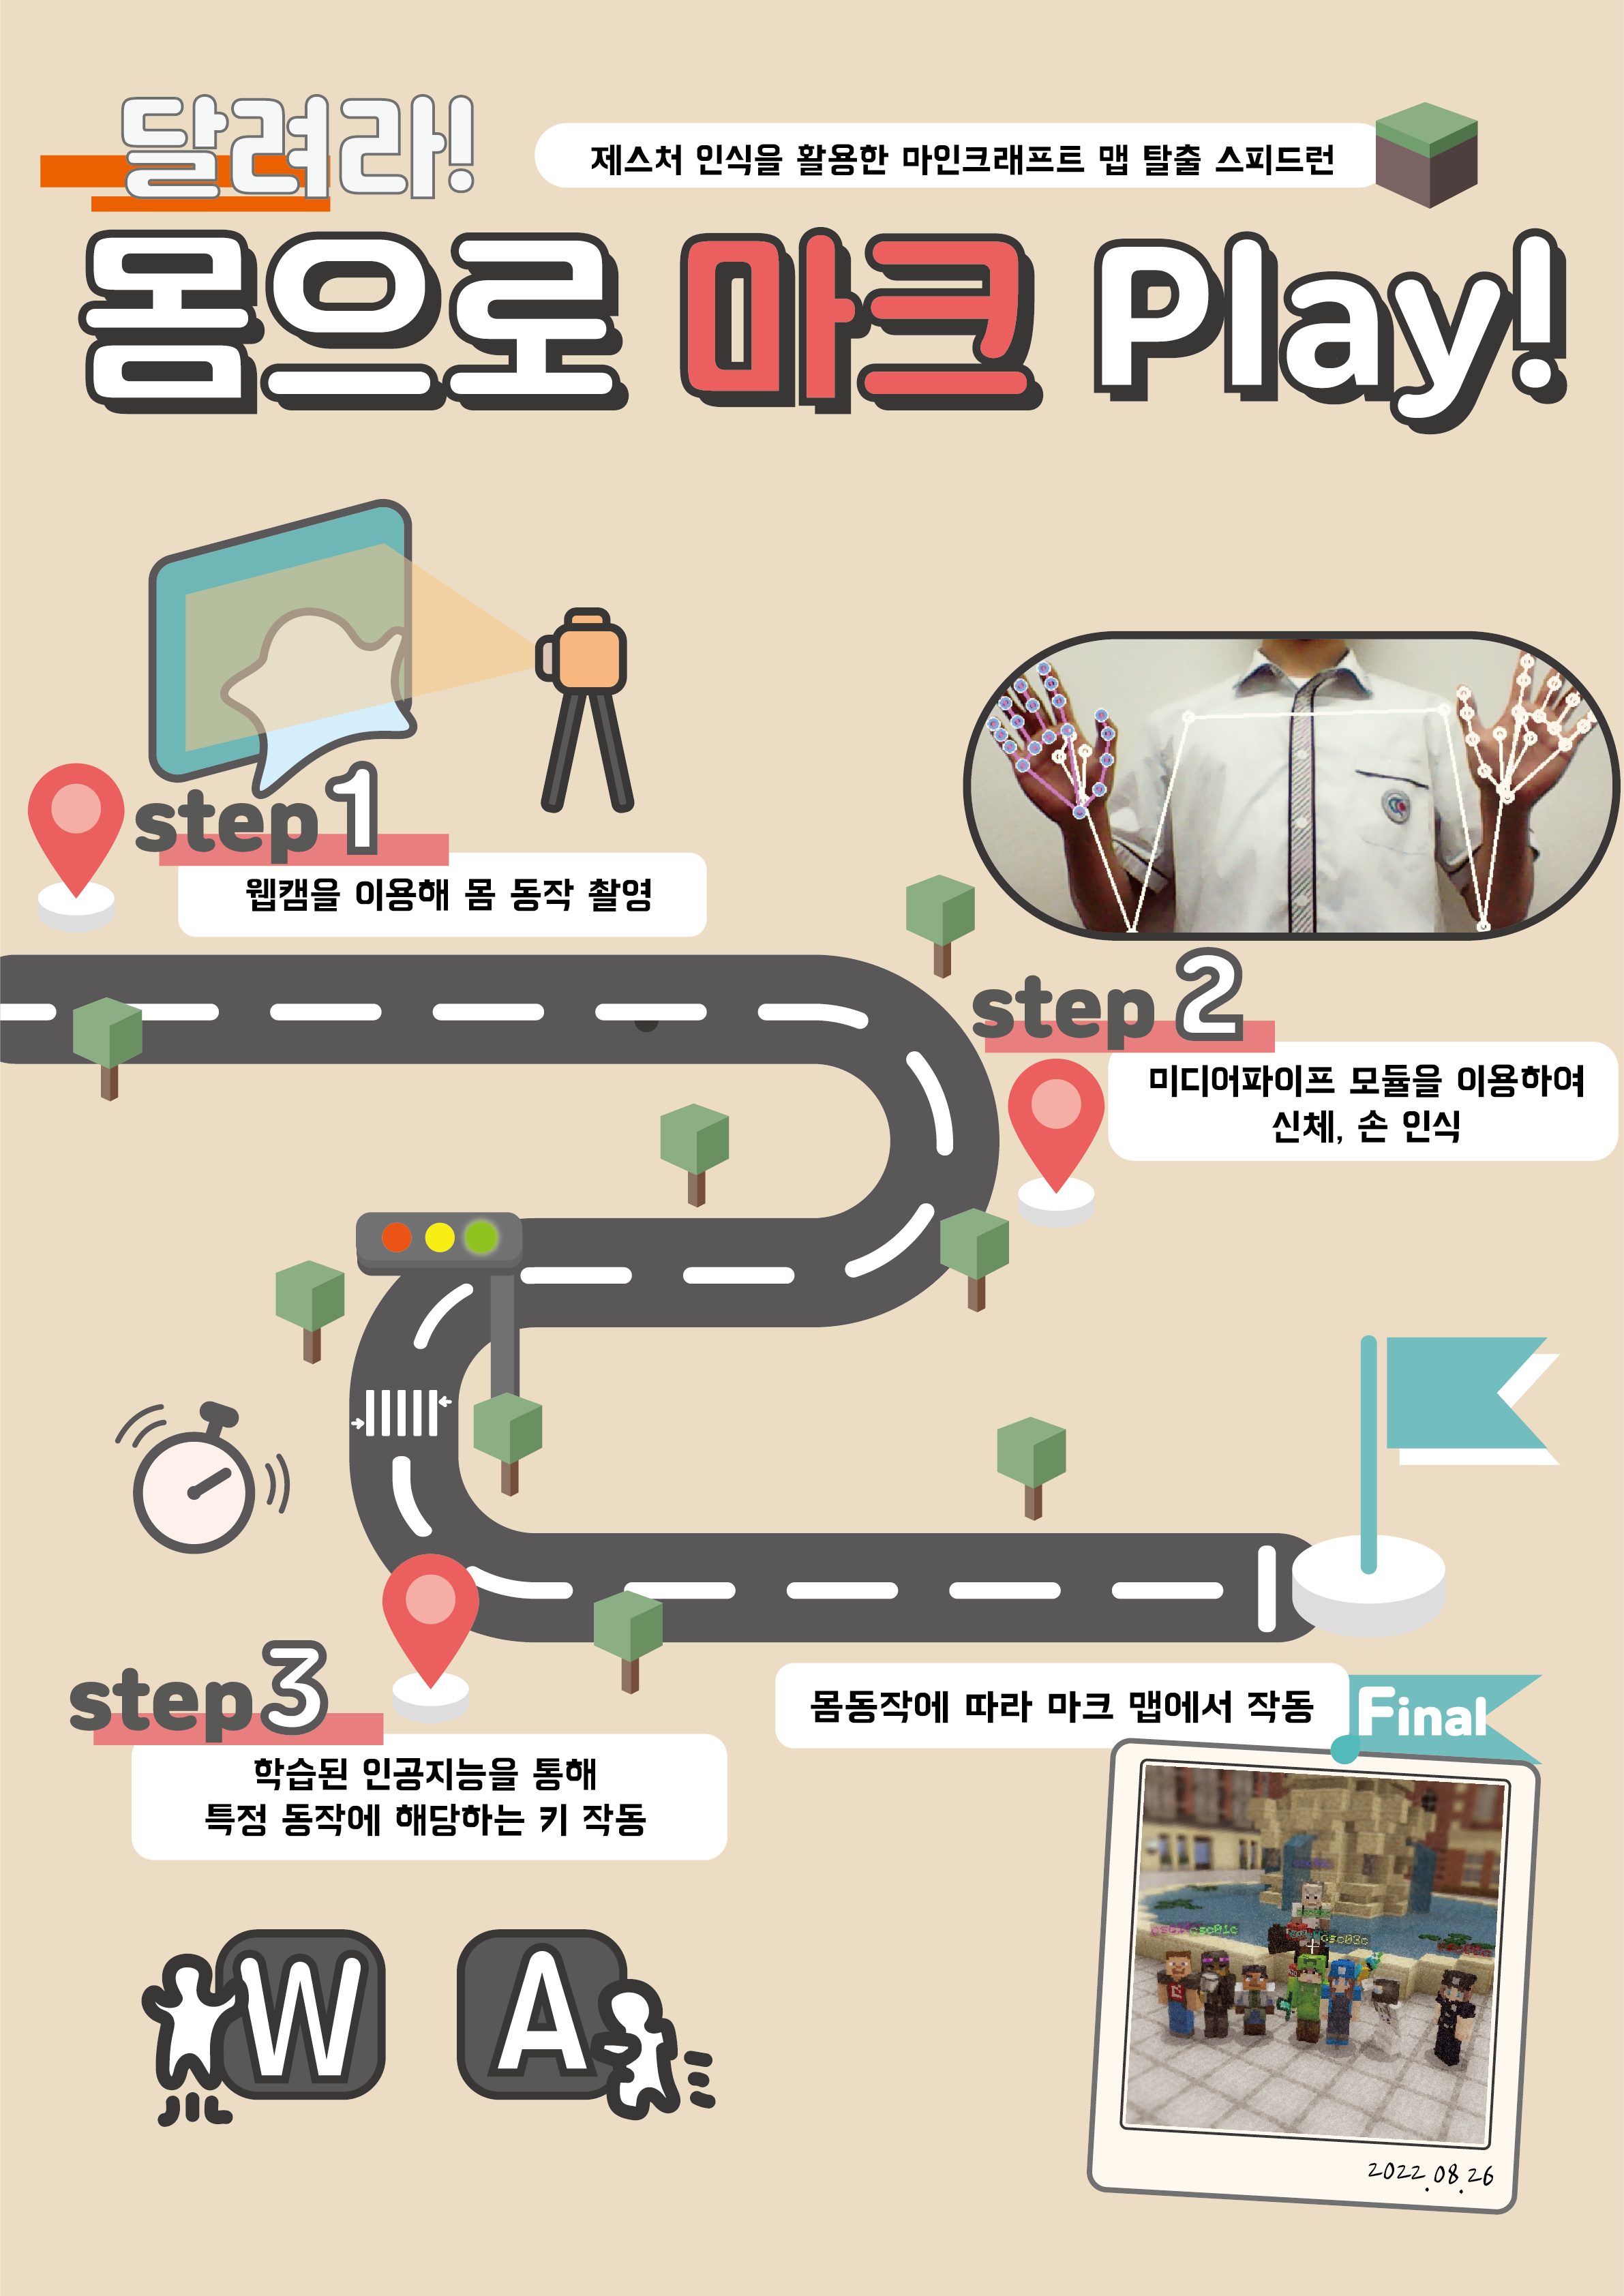 달려라!
제스처 인식을 활용한 마인크래프트 맵 탈출 스피드런
몸으로 마크 Play!
step 1
웹캠을 이용해 몸 동작 촬영
step 2
미디어파이프 모듈을 이용하여
신체, 손 인식
step 3
학습된 인공지능을 통해
특정 동작에 해당하는 키 작동
W A
몸동작에 따라 마크 맵에서 작동
Final
2022.08.26